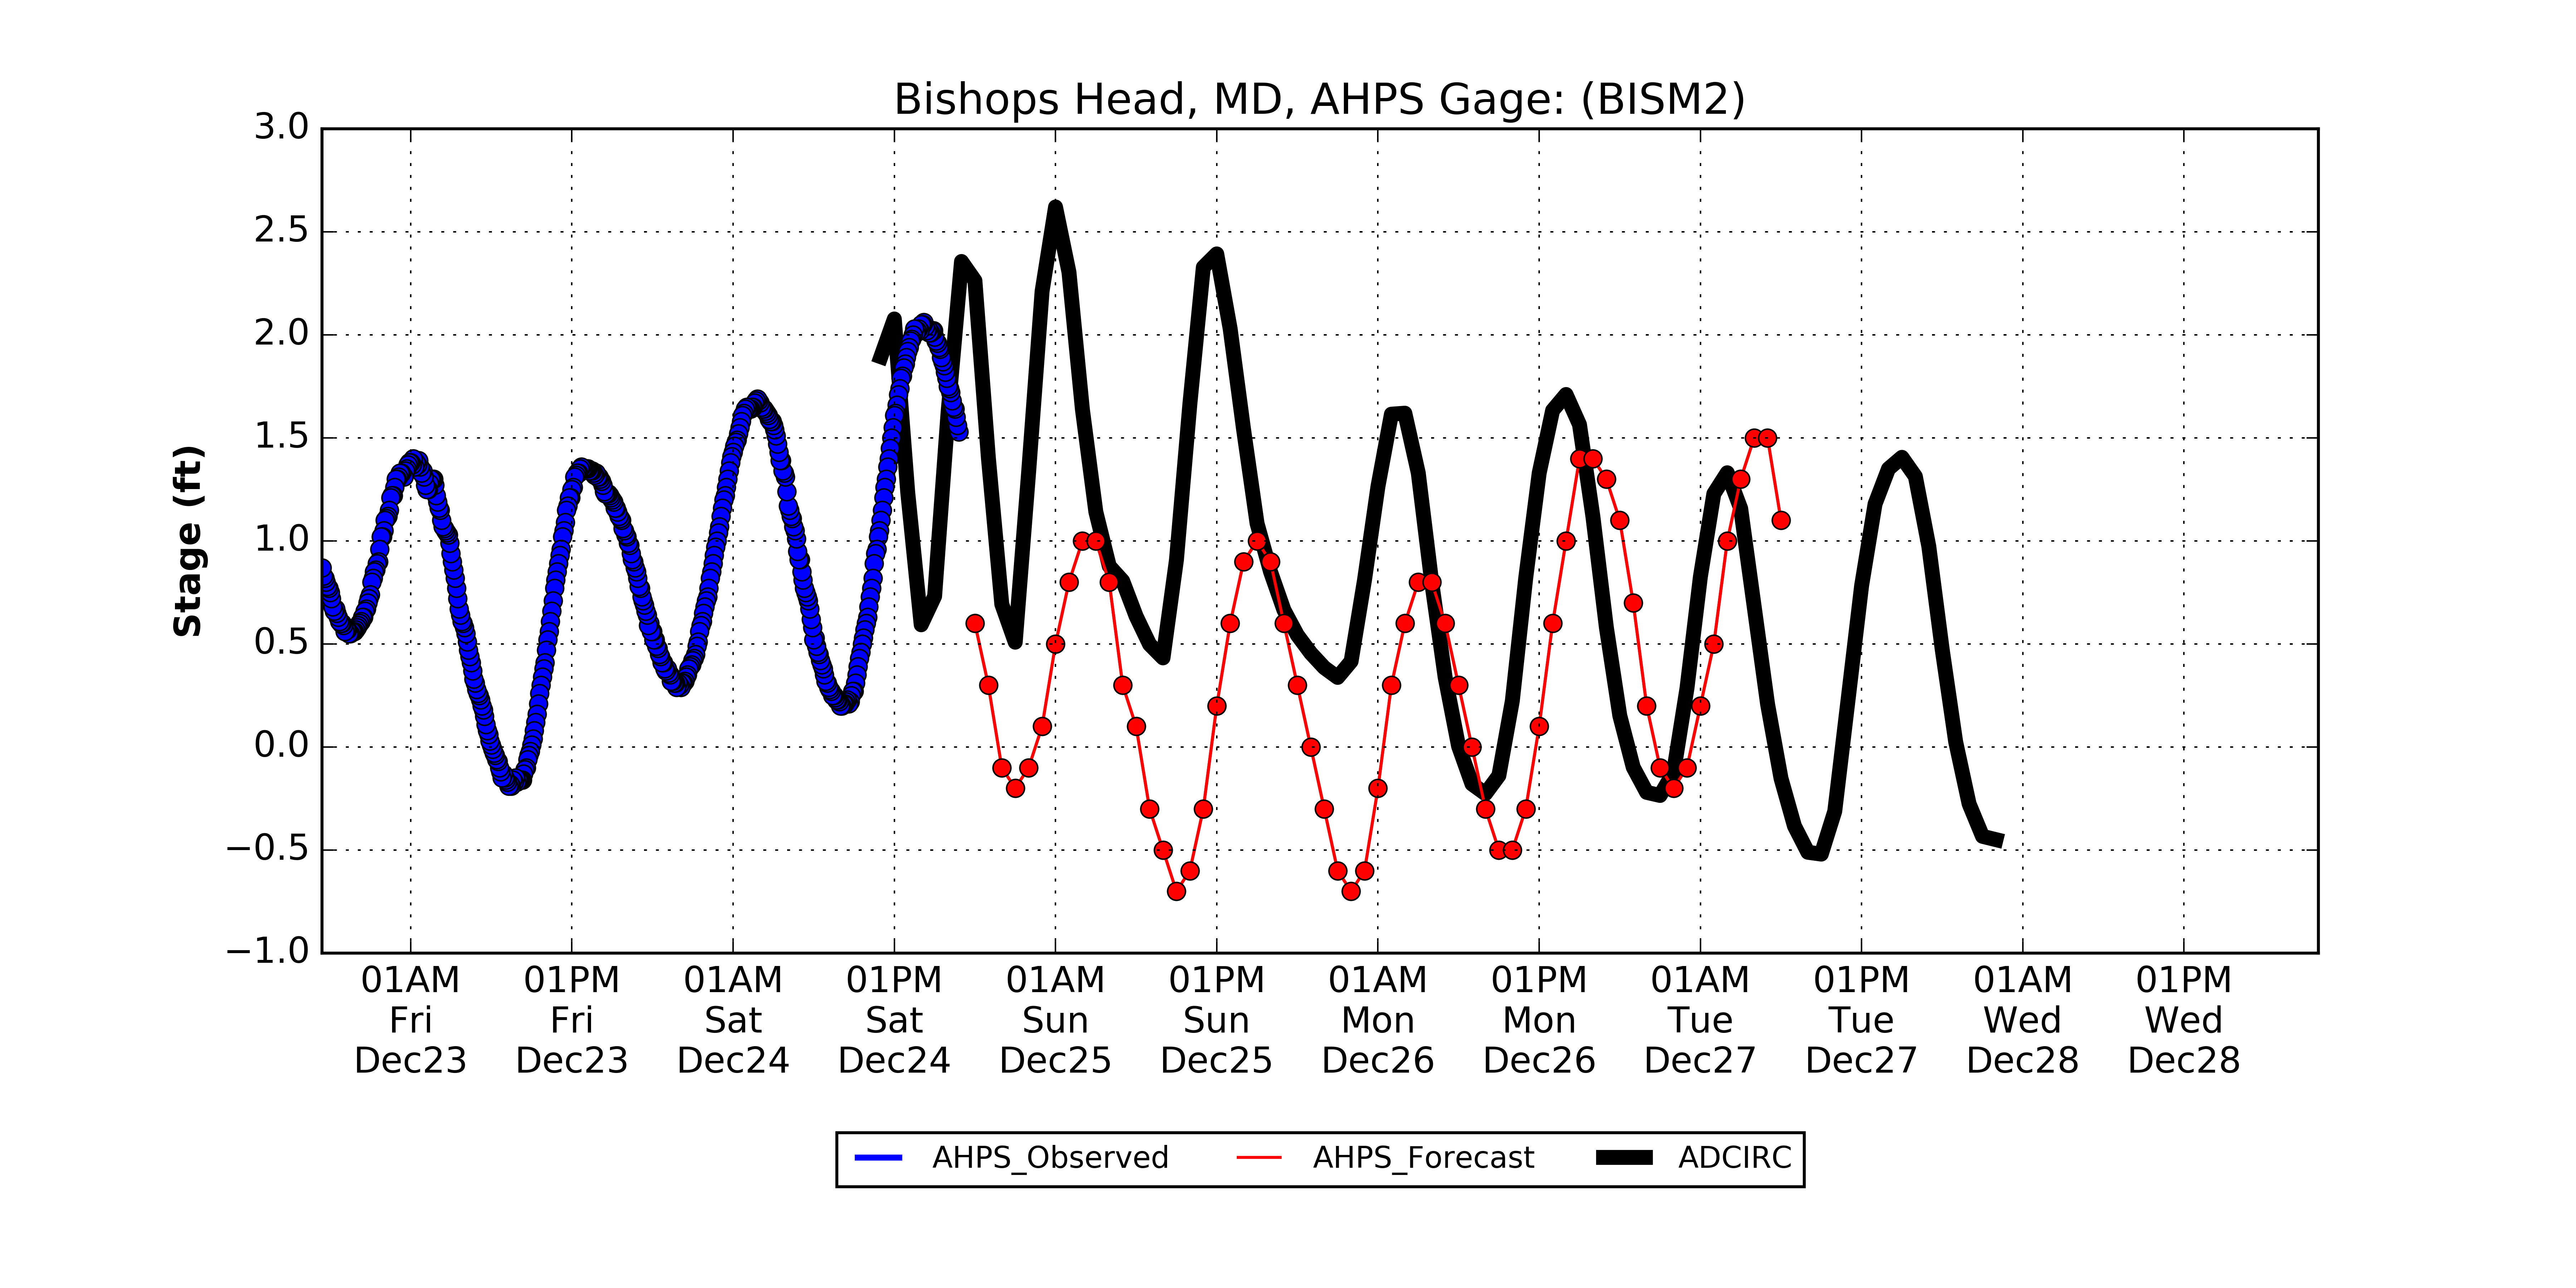 Bishops Head, MD, AHPS Gage: (BISM2)
3.0
2.5
2.0
1.5
1.0
0.5
0.0
−0.5
−1.0
Stage (ft)
01AM 01PM 01AM 01PM 01AM 01PM 01AM 01PM 01AM 01PM 01AM 01PM
Fri Fri Sat Sat Sun Sun Mon Mon Tue Tue Wed Wed
Dec23 Dec23 Dec24 Dec24 Dec25 Dec25 Dec26 Dec26 Dec27 Dec27 Dec28 Dec28
AHPS_Observed AHPS_Forecast ADCIRC